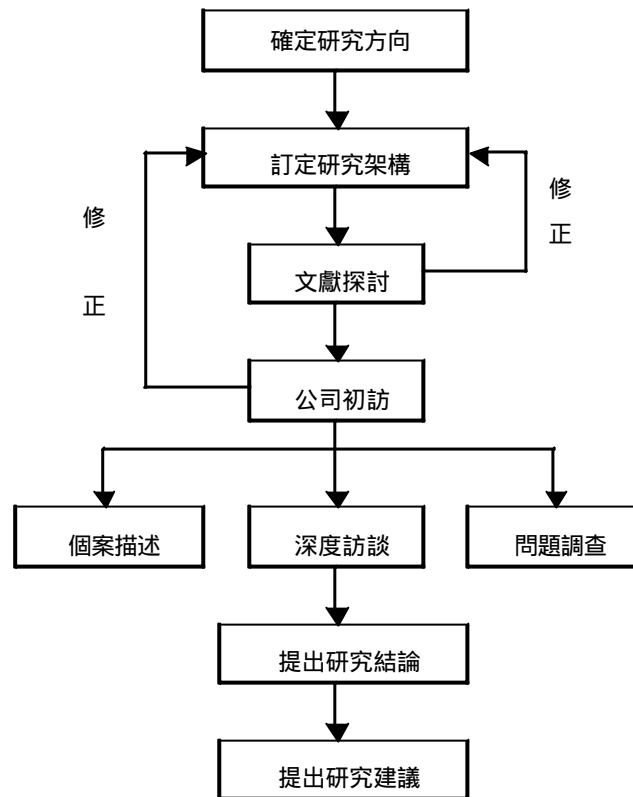 確定研究方向
訂定研究架構
修正
修正
文獻探討
公司初訪
個案描述
深度訪談
問題調查
提出研究結論
提出研究建議